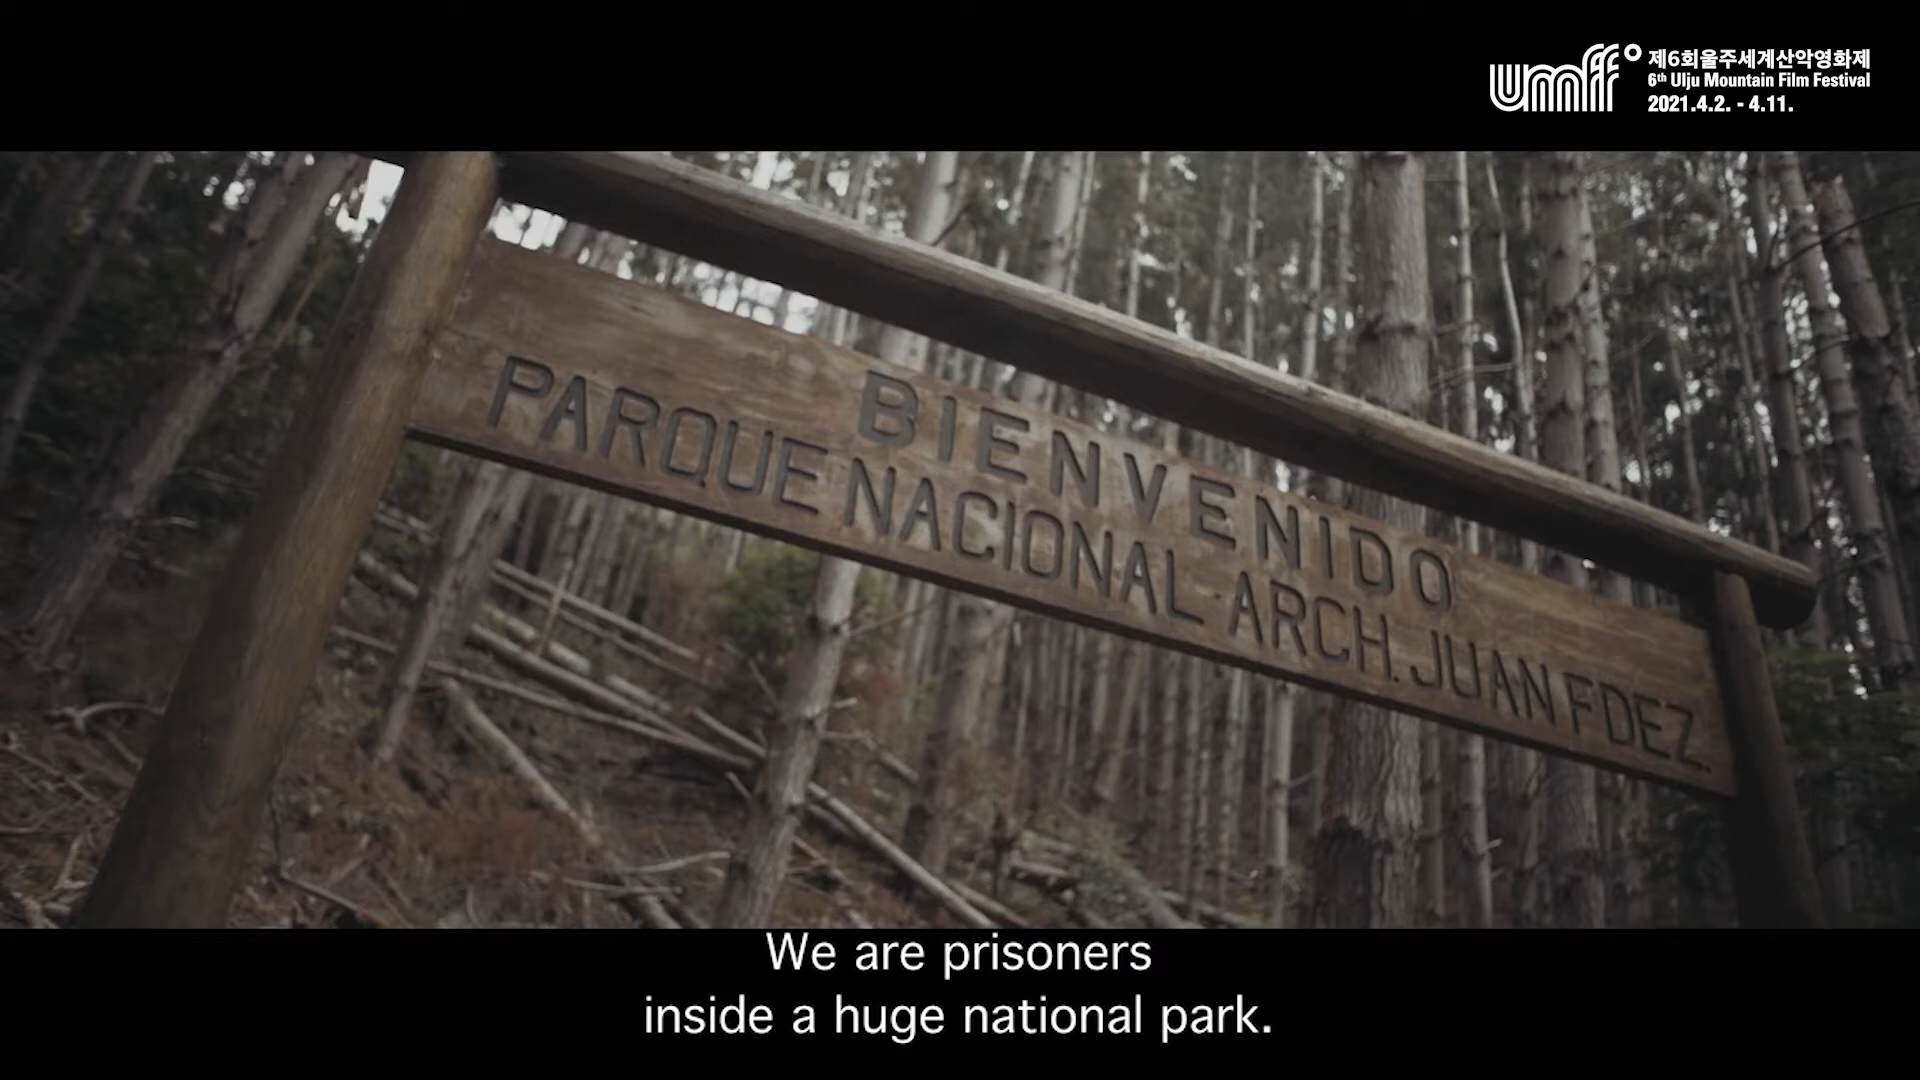 umff°
제6회울주세계산악영화제
6th Ulju Mountain Film Festival
2021.4.2. - 4.11.
BIENVENIDO
PARQUE NACIONAL ARCH. JUAN FDEZ.
We are prisoners
inside a huge national park.